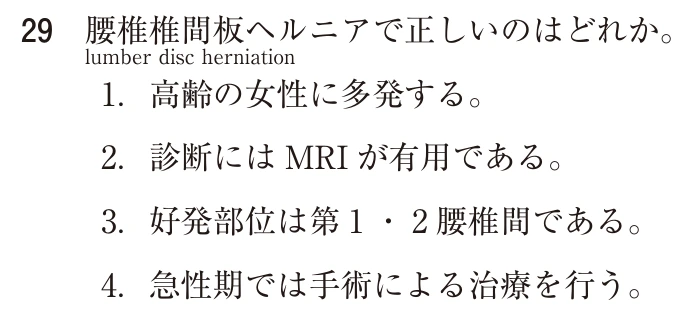 29 腰椎椎間板ヘルニアで正しいのはどれか。
lumber disc herniation
1. 高齢の女性に多発する。
2. 診断には MRI が有用である。
3. 好発部位は第1・2腰椎間である。
4. 急性期では手術による治療を行う。